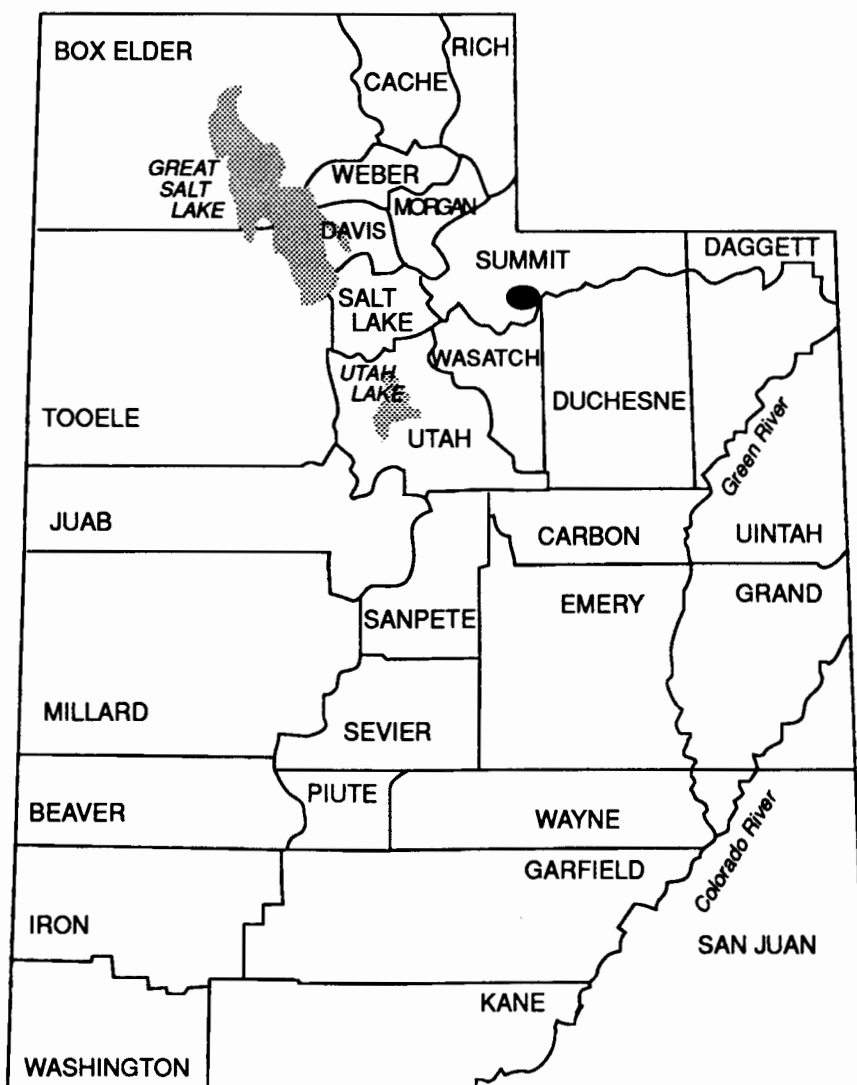 BOX ELDER
RICH
CACHE
GREAT
SALT
LAKE
WEBER
MORGAN
DAVIS
SUMMIT
DAGGETT
SALT
LAKE
WASATCH
UTAH
LAKE
DUCHESNE
TOOELE
UTAH
Green River
JUAB
CARBON
UINTAH
SANPETE
EMERY
GRAND
MILLARD
SEVIER
PIUTE
BEAVER
WAYNE
Colorado River
GARFIELD
IRON
SAN JUAN
KANE
WASHINGTON